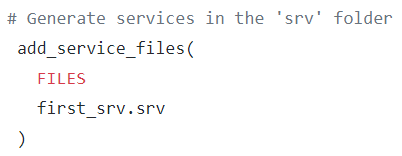 # Generate services in the 'srv' folder
add_service_files(
FILES
first_srv.srv
)